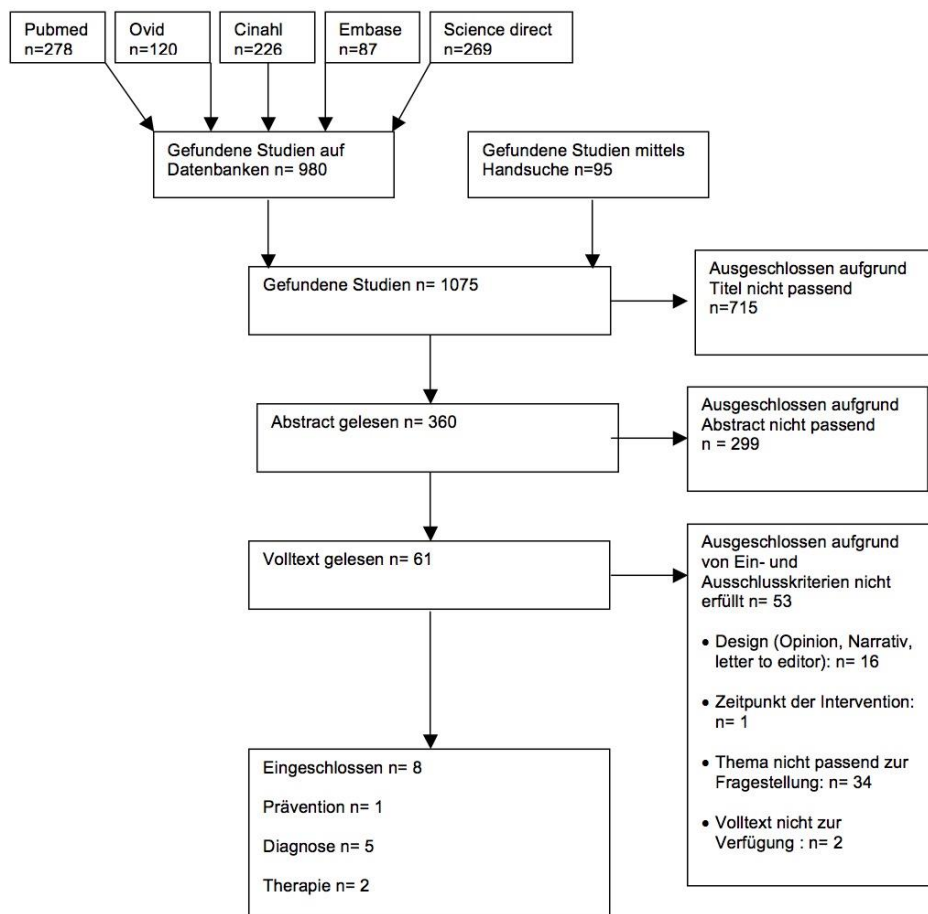 Pubmed
n=278
Ovid
n=120
Cinahl
n=226
Embase
n=87
Science direct
n=269
Gefundene Studien auf
Datenbanken n= 980
Gefundene Studien mittels
Handsuche n=95
Gefundene Studien n= 1075
Ausgeschlossen aufgrund
Titel nicht passend
n=715
Abstract gelesen n= 360
Ausgeschlossen aufgrund
Abstract nicht passend
n = 299
Volltext gelesen n= 61
Ausgeschlossen aufgrund
von Ein- und
Ausschlusskriterien nicht
erfüllt n= 53
• Design (Opinion, Narrativ,
letter to editor): n= 16
• Zeitpunkt der Intervention:
n= 1
• Thema nicht passend zur
Fragestellung: n= 34
• Volltext nicht zur
Verfügung : n= 2
Eingeschlossen n= 8
Prävention n= 1
Diagnose n= 5
Therapie n= 2